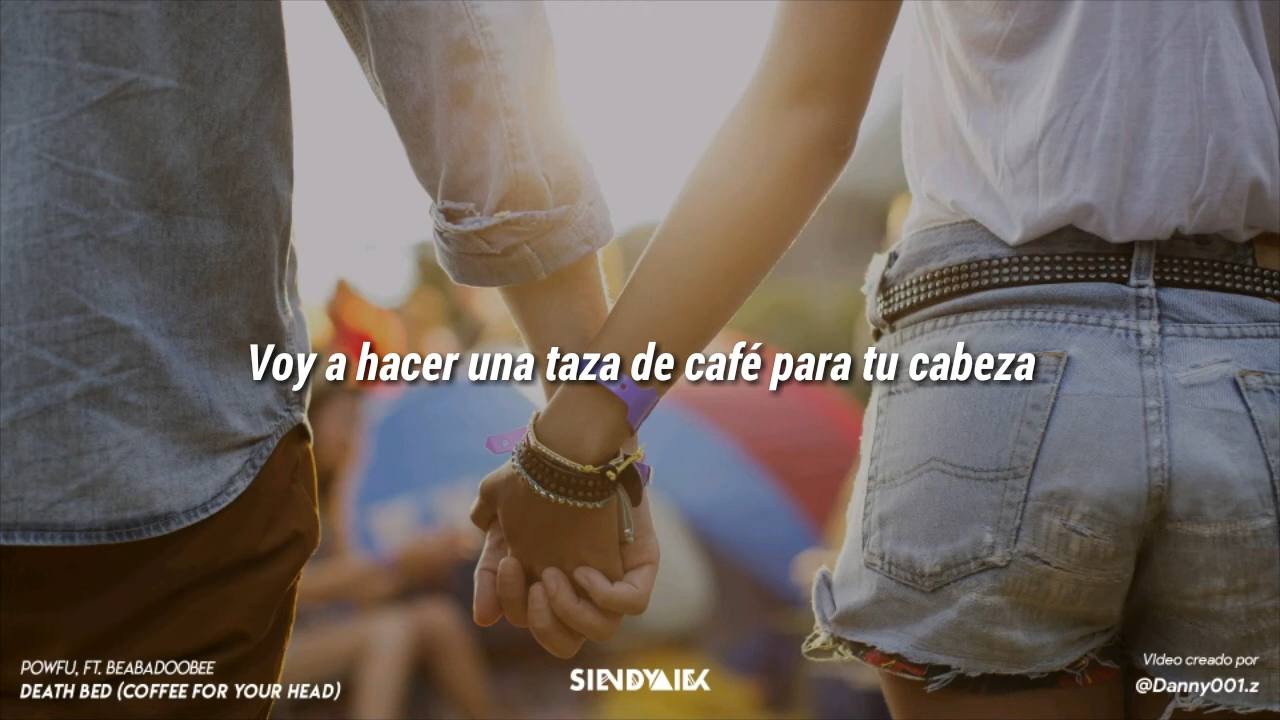 Voy a hacer una taza de café para tu cabeza
POWFU, FT. BEABADOOBEE
DEATH BED (COFFEE FOR YOUR HEAD)
VIdeo creado por
@Danny001.z